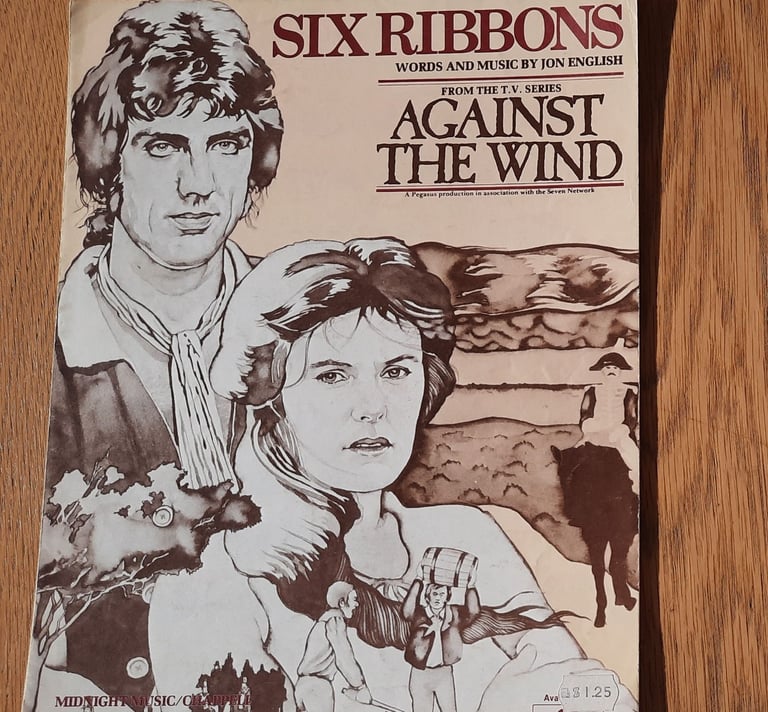 SIX RIBBONS
WORDS AND MUSIC BY JON ENGLISH
FROM THE T.V. SERIES
AGAINST
THE WIND
A Pegasus production in association with the Seven Network
MIDNIGHT MUSIC/CHAPPELL
Ava
$1.25